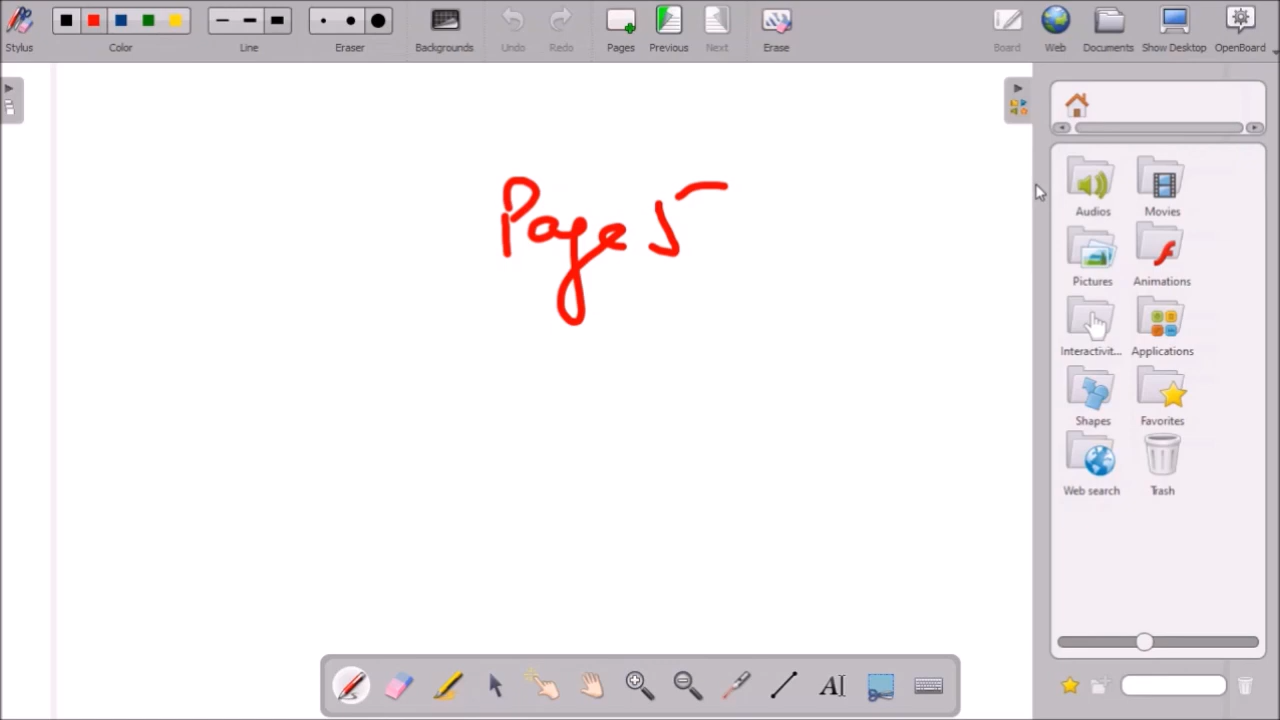 Stylus Color Line Eraser Backgrounds Undo Redo Pages Previous Next Erase Board Web Documents Show Desktop OpenBoard
Page 5
Audios Movies
Pictures Animations
Interactivit... Applications
Shapes Favorites
Web search Trash
AI